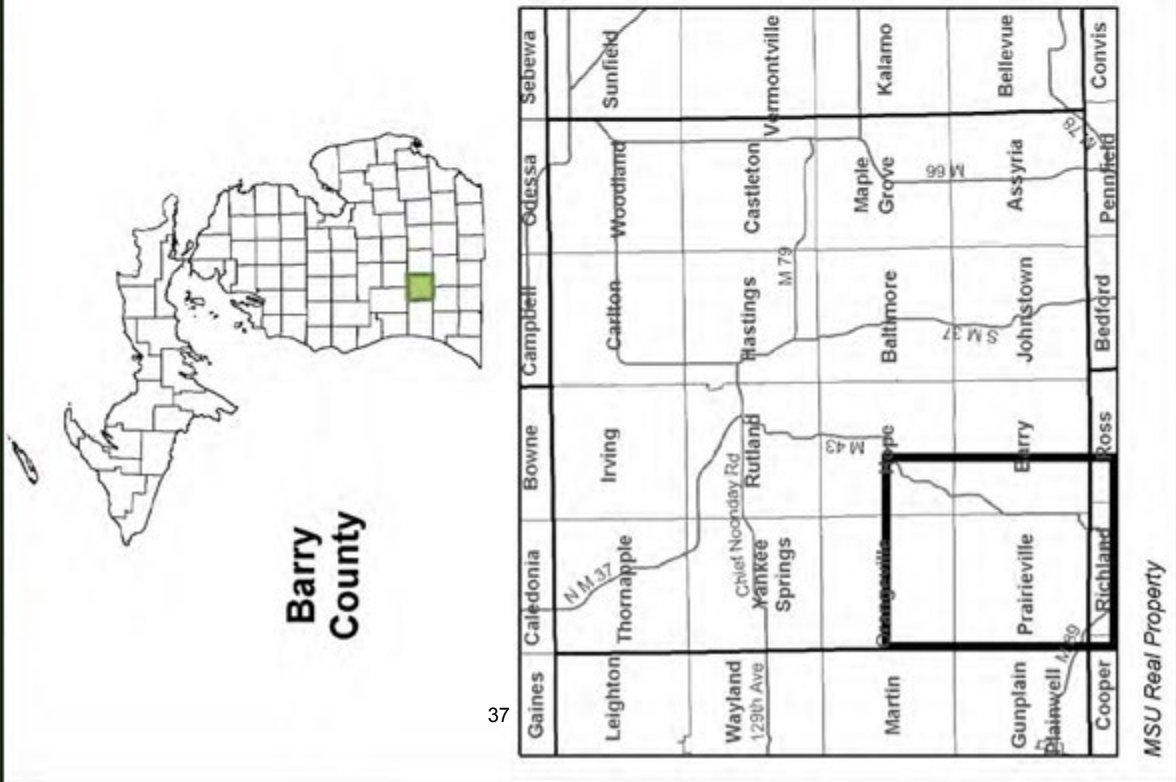 Barry
County
Gaines
Caledonia
Bowne
Campbell
Odessa
Sebewa
N M 37
Leighton
Thornapple
Irving
Carlton
Woodland
Sunfield
Chief Noonday Rd
Wayland
129th Ave
Yankee
Springs
Rutland
Hastings
M 79
Castleton
Vermontville
M 43
Martin
Orangeville
Hope
Baltimore
Maple
Grove
Kalamo
S M 37
M 66
Gunplain
Prairieville
Barry
Johnstown
Assyria
Bellevue
Plainwell
M 89
Cooper
Richland
Ross
Bedford
Pennfield
Convis
MSU Real Property
37